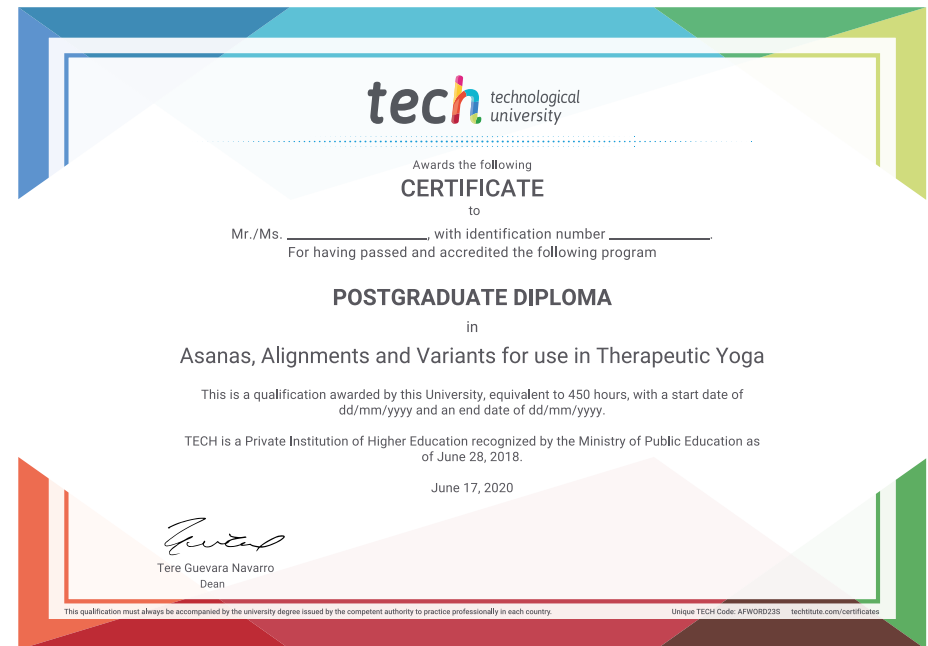 tech technological
university
Awards the following
CERTIFICATE
to
Mr./Ms. ____________________, with identification number ______________.
For having passed and accredited the following program
POSTGRADUATE DIPLOMA
in
Asanas, Alignments and Variants for use in Therapeutic Yoga
This is a qualification awarded by this University, equivalent to 450 hours, with a start date of
dd/mm/yyyy and an end date of dd/mm/yyyy.
TECH is a Private Institution of Higher Education recognized by the Ministry of Public Education as
of June 28, 2018.
June 17, 2020
Tere Guevara Navarro
Dean
This qualification must always be accompanied by the university degree issued by the competent authority to practice professionally in each country.
Unique TECH Code: AFWORD23S techtitute.com/certificates